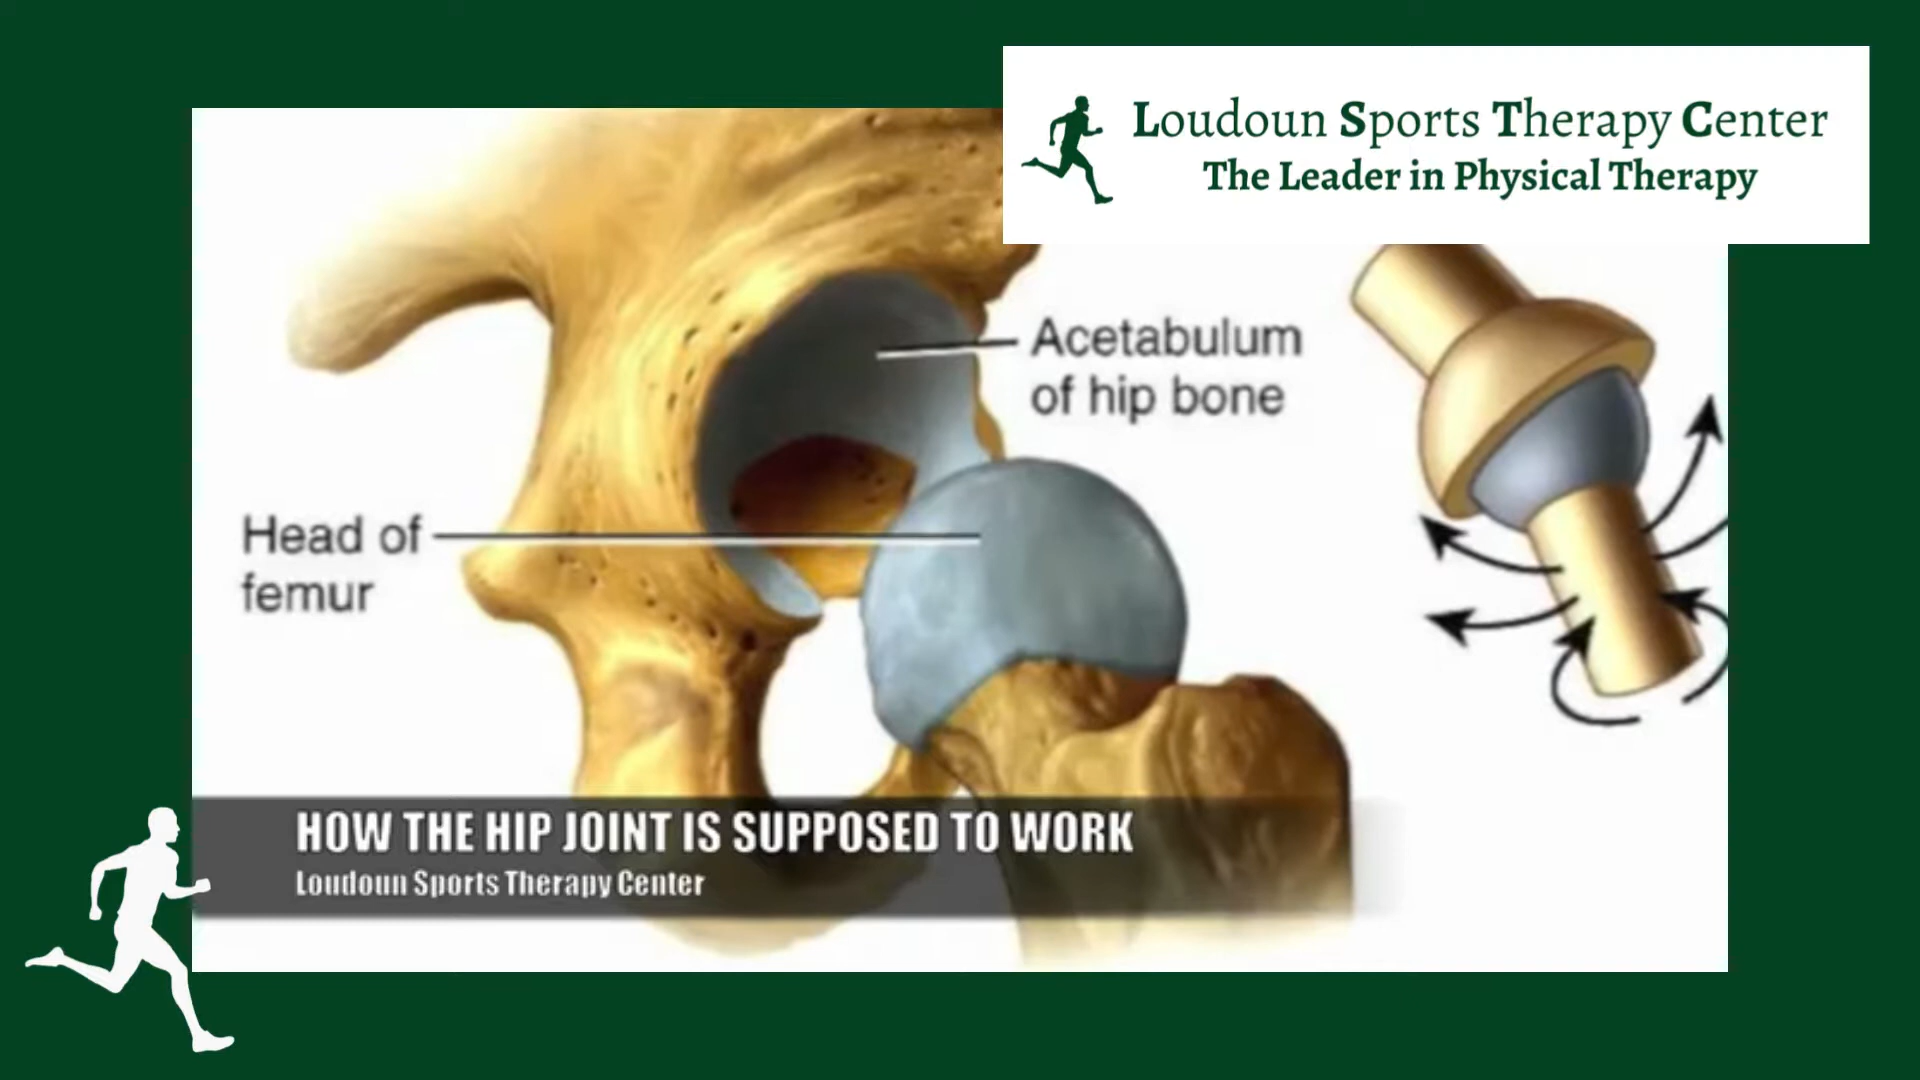 Loudoun Sports Therapy Center
The Leader in Physical Therapy
Acetabulum
of hip bone
Head of
femur
HOW THE HIP JOINT IS SUPPOSED TO WORK
Loudoun Sports Therapy Center